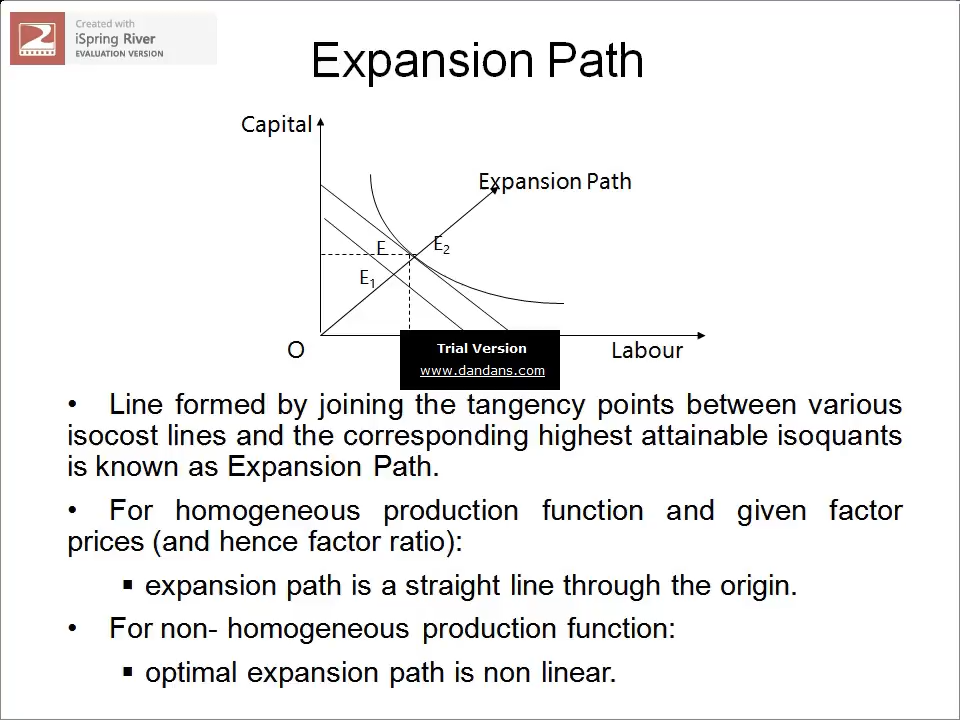 Created with
iSpring River
EVALUATION VERSION
Expansion Path
Capital
Expansion Path
E
E2
E1
O
Labour
Trial Version
www.dandans.com
• Line formed by joining the tangency points between various
isocost lines and the corresponding highest attainable isoquants
is known as Expansion Path.
• For homogeneous production function and given factor
prices (and hence factor ratio):
▪ expansion path is a straight line through the origin.
• For non- homogeneous production function:
▪ optimal expansion path is non linear.